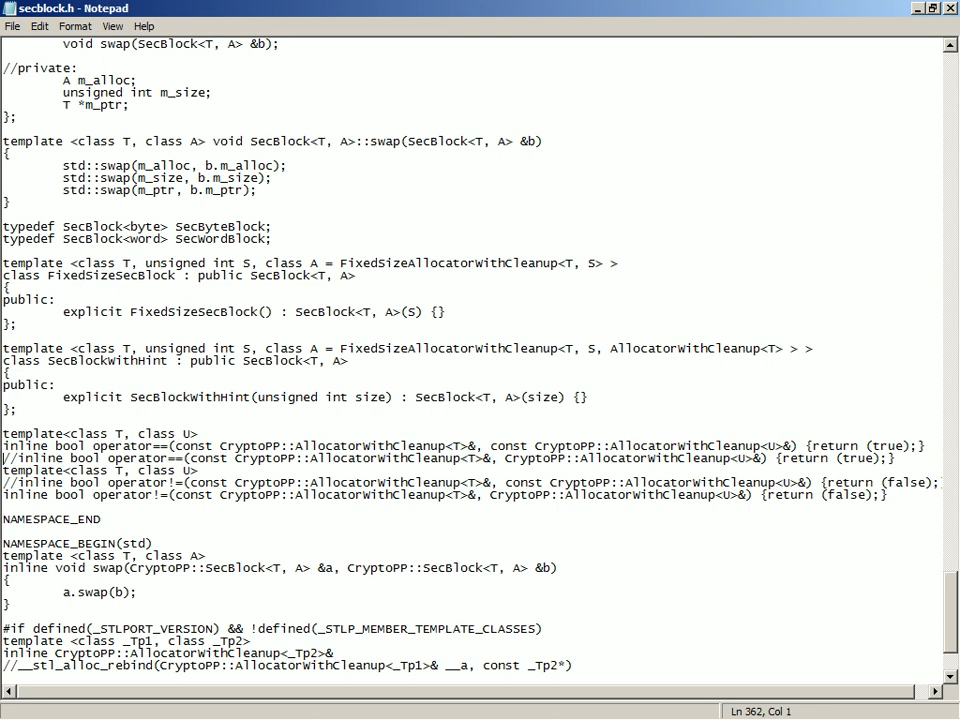 secblock.h - Notepad
File Edit Format View Help
void swap(SecBlock<T, A> &b);
//private:
A m_alloc;
unsigned int m_size;
T *m_ptr;
};
template <class T, class A> void SecBlock<T, A>::swap(SecBlock<T, A> &b)
{
std::swap(m_alloc, b.m_alloc);
std::swap(m_size, b.m_size);
std::swap(m_ptr, b.m_ptr);
}
typedef SecBlock<byte> SecByteBlock;
typedef SecBlock<word> SecWordBlock;
template <class T, unsigned int S, class A = FixedSizeAllocatorWithCleanup<T, S> >
class FixedSizeSecBlock : public SecBlock<T, A>
{
public:
explicit FixedSizeSecBlock() : SecBlock<T, A>(S) {}
};
template <class T, unsigned int S, class A = FixedSizeAllocatorWithCleanup<T, S, AllocatorWithCleanup<T> > >
class SecBlockWithHint : public SecBlock<T, A>
{
public:
explicit SecBlockWithHint(unsigned int size) : SecBlock<T, A>(size) {}
};
template<class T, class U>
inline bool operator==(const CryptoPP::AllocatorWithCleanup<T>&, const CryptoPP::AllocatorWithCleanup<U>&) {return (true);}
//inline bool operator==(const CryptoPP::AllocatorWithCleanup<T>&, CryptoPP::AllocatorWithCleanup<U>&) {return (true);}
template<class T, class U>
//inline bool operator!=(const CryptoPP::AllocatorWithCleanup<T>&, const CryptoPP::AllocatorWithCleanup<U>&) {return (false);
inline bool operator!=(const CryptoPP::AllocatorWithCleanup<T>&, CryptoPP::AllocatorWithCleanup<U>&) {return (false);}
NAMESPACE_END
NAMESPACE_BEGIN(std)
template <class T, class A>
inline void swap(CryptoPP::SecBlock<T, A> &a, CryptoPP::SecBlock<T, A> &b)
{
a.swap(b);
}
#if defined(_STLPORT_VERSION) && !defined(_STLP_MEMBER_TEMPLATE_CLASSES)
template <class _Tp1, class _Tp2>
inline CryptoPP::AllocatorWithCleanup<_Tp2>&
//__stl_alloc_rebind(CryptoPP::AllocatorWithCleanup<_Tp1>& __a, const _Tp2*)
Ln 362, Col 1